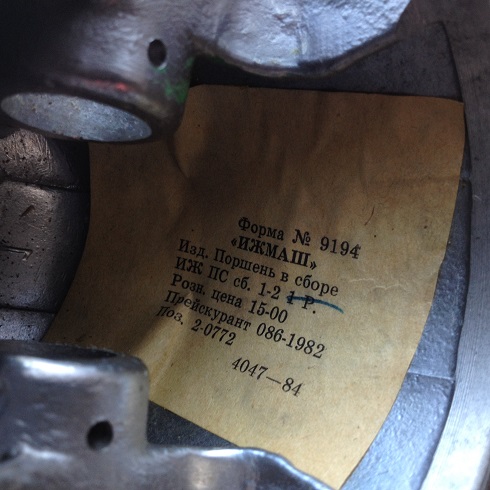 Форма № 9194
«ИЖМАШ»
Изд. Поршень в сборе
ИЖ ПС сб. 1-2 1 Р.
Розн. цена 15-00
Прейскурант 086-1982
Поз. 2-0772
4047—84